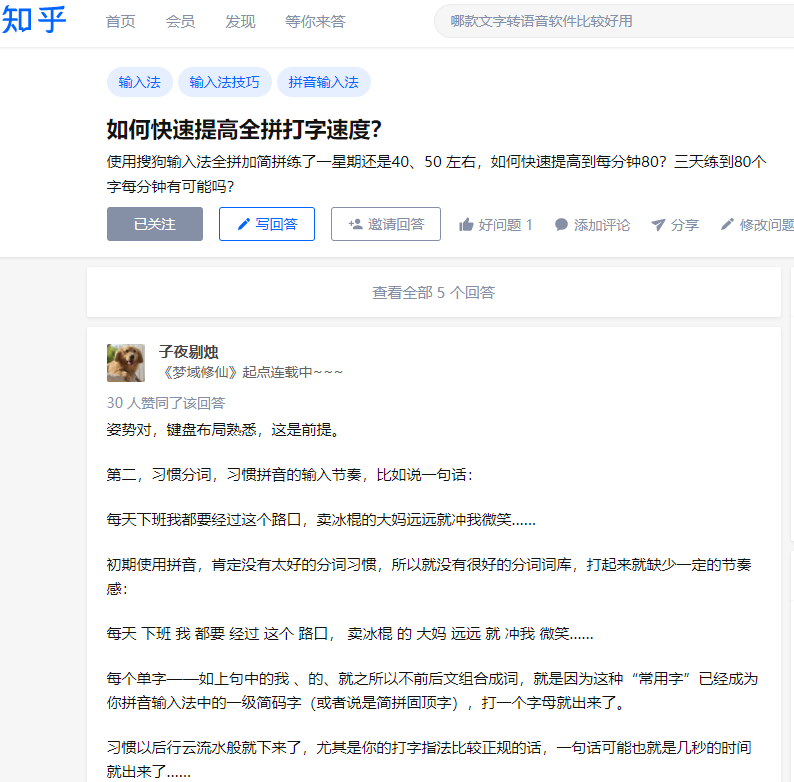 知乎 首页 会员 发现 等你来答 哪款文字转语音软件比较好用
输入法 输入法技巧 拼音输入法
如何快速提高全拼打字速度？
使用搜狗输入法全拼加简拼练了一星期还是40、50 左右，如何快速提高到每分钟80？三天练到80个
字每分钟有可能吗？
已关注 写回答 邀请回答 好问题 1 添加评论 分享 修改问题
查看全部 5 个回答
子夜剔烛
《梦域修仙》起点连载中~~~
30 人赞同了该回答
姿势对，键盘布局熟悉，这是前提。
第二，习惯分词，习惯拼音的输入节奏，比如说一句话：
每天下班我都要经过这个路口，卖冰棍的大妈远远就冲我微笑......
初期使用拼音，肯定没有太好的分词习惯，所以就没有很好的分词词库，打起来就缺少一定的节奏
感：
每天 下班 我 都要 经过 这个 路口， 卖冰棍 的 大妈 远远 就 冲我 微笑......
每个单字——如上句中的我 、的、就之所以不前后文组合成词，就是因为这种“常用字”已经成为
你拼音输入法中的一级简码字（或者说是简拼固顶字），打一个字母就出来了。
习惯以后行云流水般就下来了，尤其是你的打字指法比较正规的话，一句话可能也就是几秒的时间
就出来了......